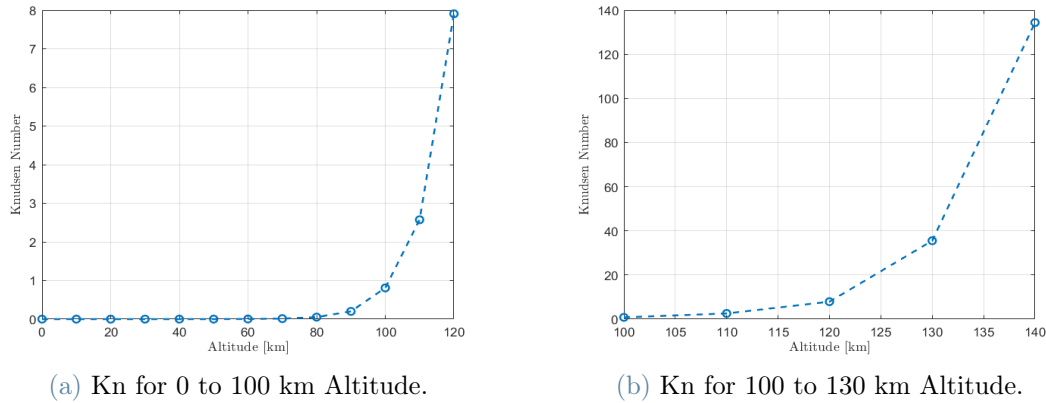 8
7
6
5
4
3
2
1
0
Knudsen Number
0 20 40 60 80 100 120
Altitude [km]
(a) Kn for 0 to 100 km Altitude.
140
120
100
80
60
40
20
0
Knudsen Number
100 105 110 115 120 125 130 135 140
Altitude [km]
(b) Kn for 100 to 130 km Altitude.